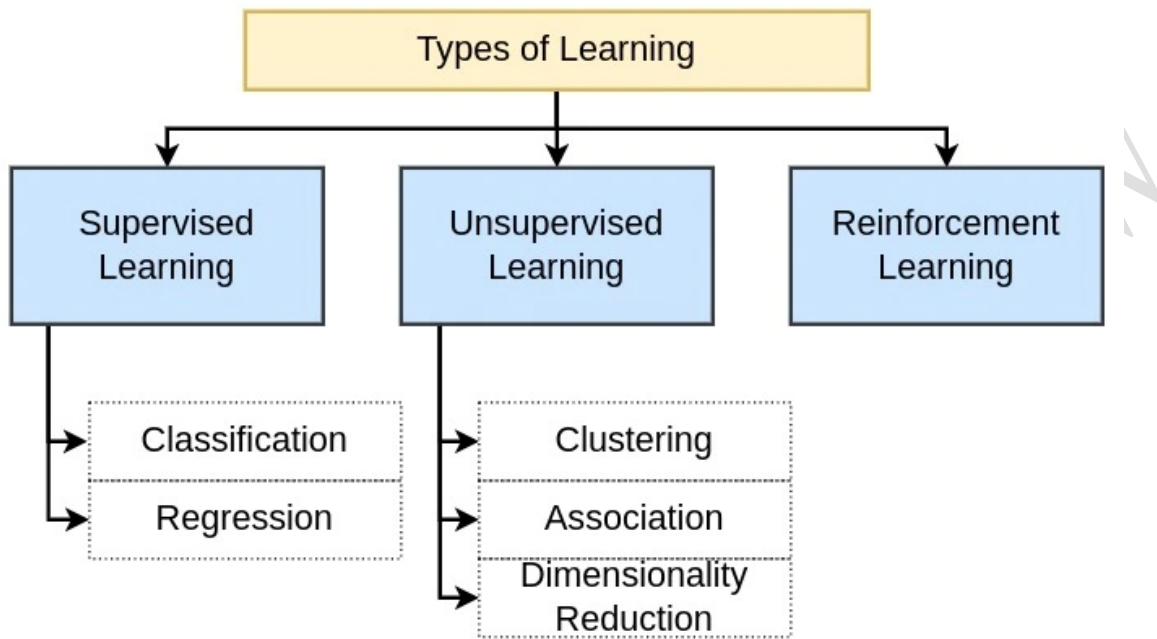 Types of Learning
Supervised
Learning
Unsupervised
Learning
Reinforcement
Learning
Classification
Regression
Clustering
Association
Dimensionality
Reduction